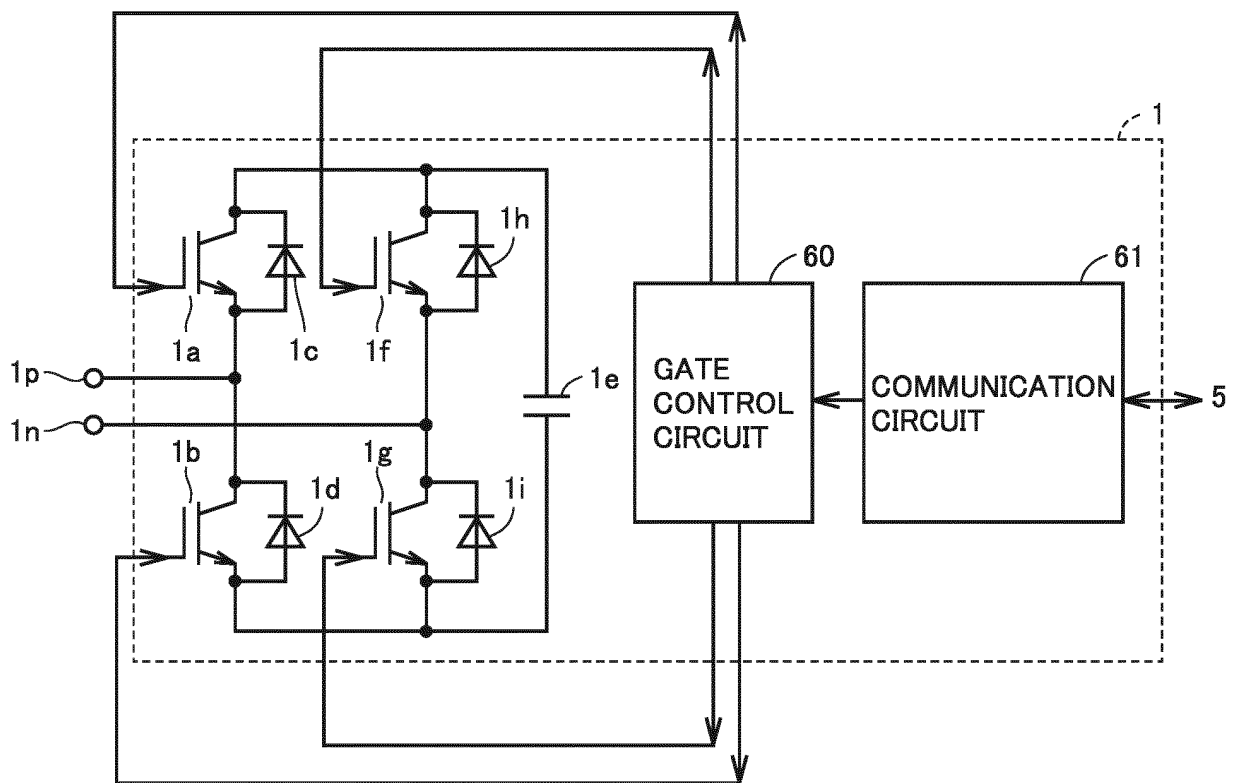 1
1h
60
61
1a
1c
1f
1p
1e
GATE
CONTROL
CIRCUIT
COMMUNICATION
CIRCUIT
5
1n
1b
1g
1d
1i